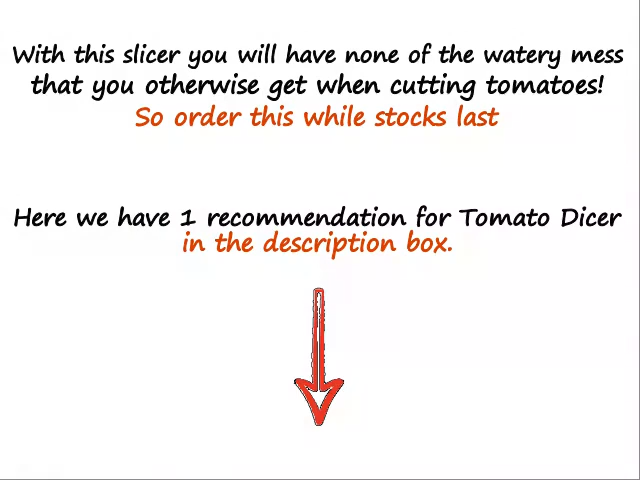 With this slicer you will have none of the watery mess
that you otherwise get when cutting tomatoes!
So order this while stocks last
Here we have 1 recommendation for Tomato Dicer
in the description box.